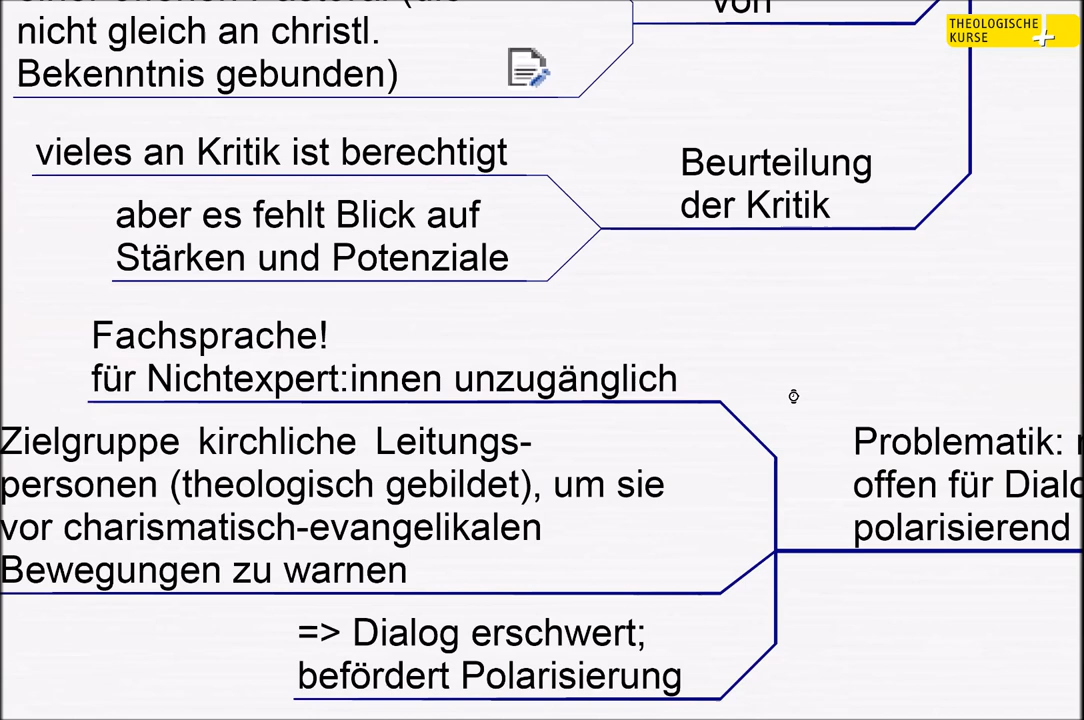 nicht gleich an christl.
Bekenntnis gebunden)
von
THEOLOGISCHE
KURSE
vieles an Kritik ist berechtigt
aber es fehlt Blick auf
Stärken und Potenziale
Beurteilung
der Kritik
Fachsprache!
für Nichtexpert:innen unzugänglich
Zielgruppe kirchliche Leitungs-
personen (theologisch gebildet), um sie
vor charismatisch-evangelikalen
Bewegungen zu warnen
=> Dialog erschwert;
befördert Polarisierung
Problematik:
offen für
polarisierend